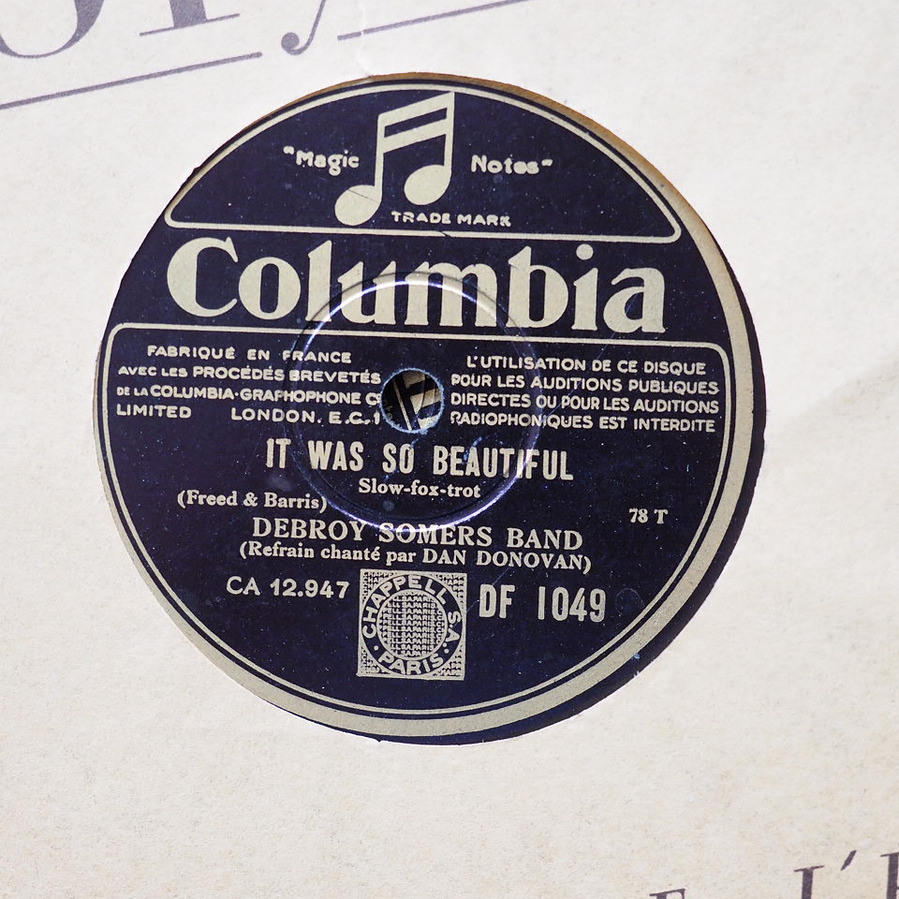 "Magic Notes"
TRADE MARK
Columbia
FABRIQUÉ EN FRANCE
AVEC LES PROCÉDÉS BREVETÉS
DE LA COLUMBIA-GRAPHOPHONE Cº
LIMITED LONDON. E.C.1
L'UTILISATION DE CE DISQUE
POUR LES AUDITIONS PUBLIQUES
DIRECTES OU POUR LES AUDITIONS
RADIOPHONIQUES EST INTERDITE
IT WAS SO BEAUTIFUL
Slow-fox-trot
(Freed & Barris)
78 T
DEBROY SOMERS BAND
(Refrain chanté par DAN DONOVAN)
CA 12.947
CHAPPELL S.A. PARIS
DF 1049